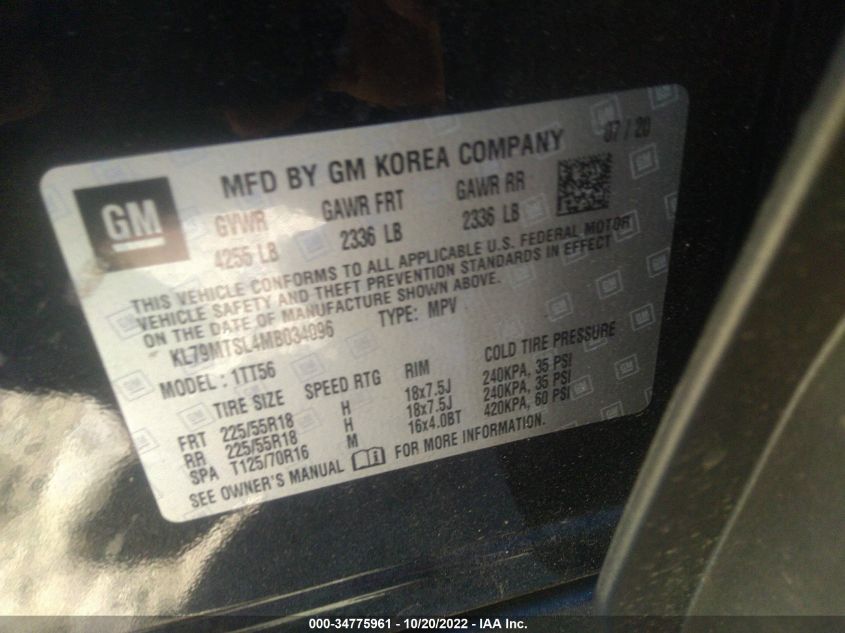 MFD BY GM KOREA COMPANY 07/20
GM
GVWR GAWR FRT GAWR RR
4255 LB 2336 LB 2336 LB
THIS VEHICLE CONFORMS TO ALL APPLICABLE U.S. FEDERAL MOTOR
VEHICLE SAFETY AND THEFT PREVENTION STANDARDS IN EFFECT
ON THE DATE OF MANUFACTURE SHOWN ABOVE.
KL79MTSL4MB034096 TYPE: MPV
MODEL: 1TT56
TIRE SIZE SPEED RTG RIM COLD TIRE PRESSURE
FRT 225/55R18 H 18x7.5J 240KPA, 35 PSI
RR 225/55R18 H 18x7.5J 240KPA, 35 PSI
SPA T125/70R16 M 16x4.0BT 420KPA, 60 PSI
SEE OWNER'S MANUAL FOR MORE INFORMATION.
000-34775961 - 10/20/2022 - IAA Inc.